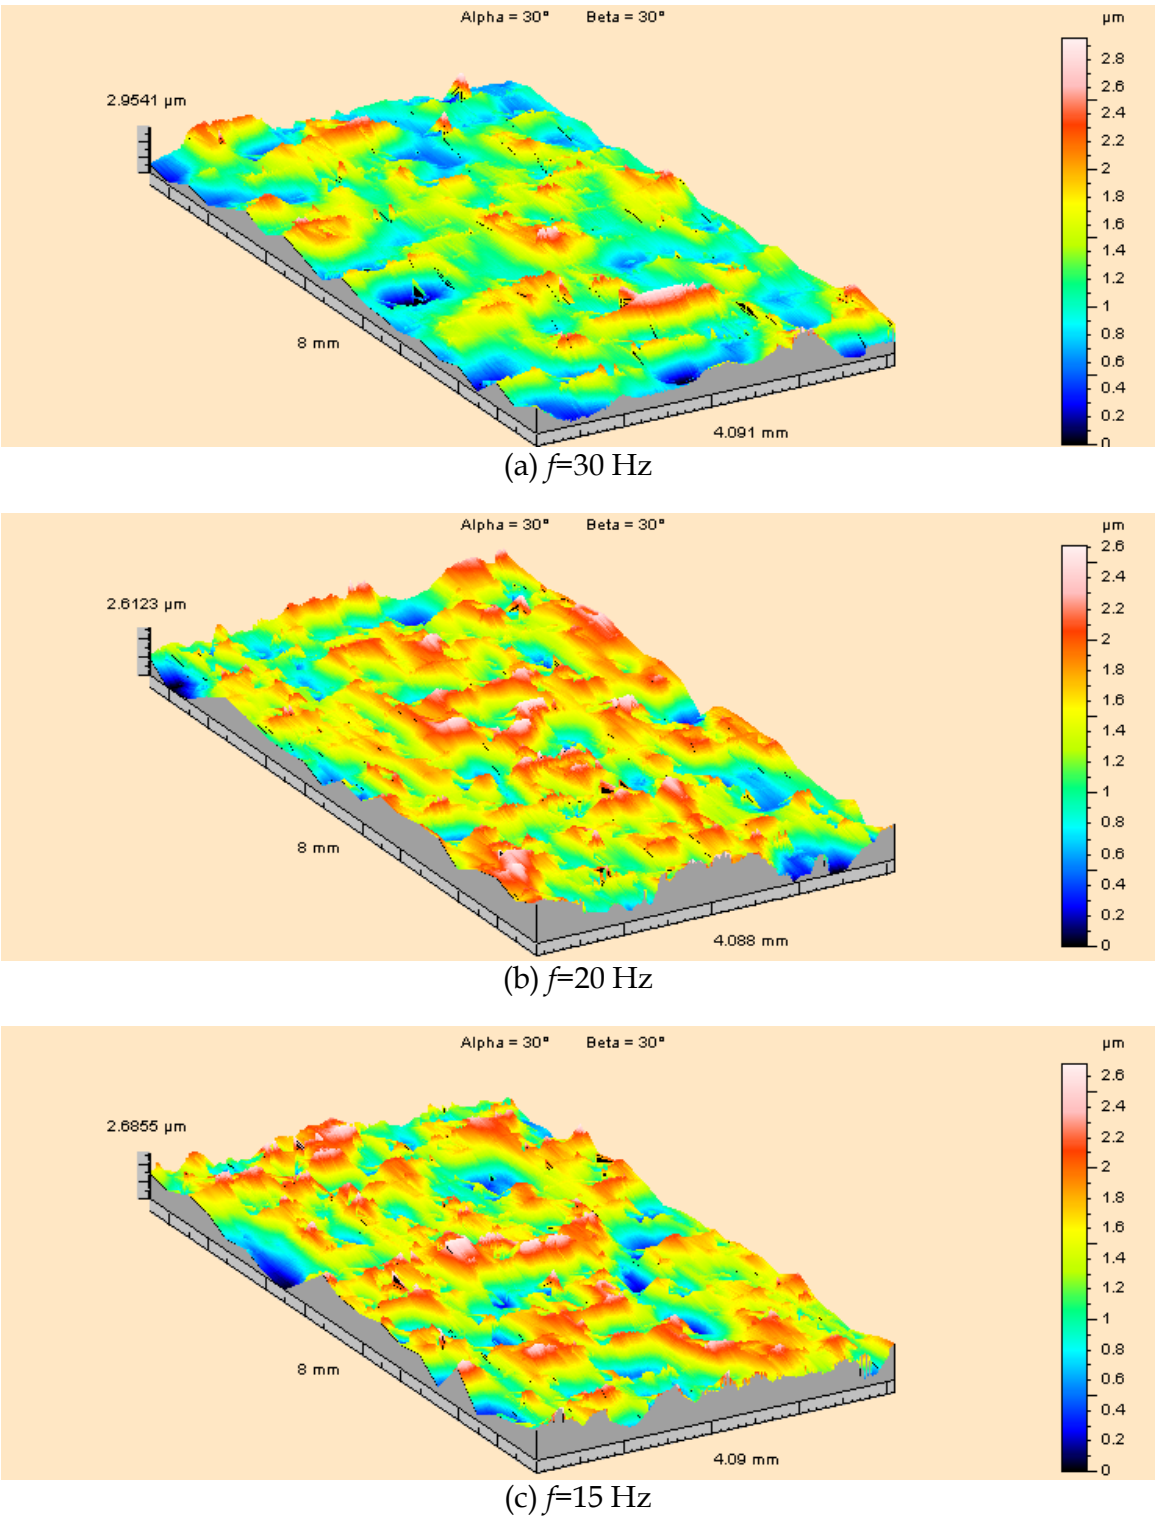 Alpha = 30° Beta = 30° µm
2.9541 µm
8 mm
4.091 mm
2.8
2.6
2.4
2.2
2
1.8
1.6
1.4
1.2
1
0.8
0.6
0.4
0.2
0
(a) f=30 Hz
Alpha = 30° Beta = 30° µm
2.6123 µm
8 mm
4.088 mm
2.6
2.4
2.2
2
1.8
1.6
1.4
1.2
1
0.8
0.6
0.4
0.2
0
(b) f=20 Hz
Alpha = 30° Beta = 30° µm
2.6855 µm
8 mm
4.09 mm
2.6
2.4
2.2
2
1.8
1.6
1.4
1.2
1
0.8
0.6
0.4
0.2
0
(c) f=15 Hz